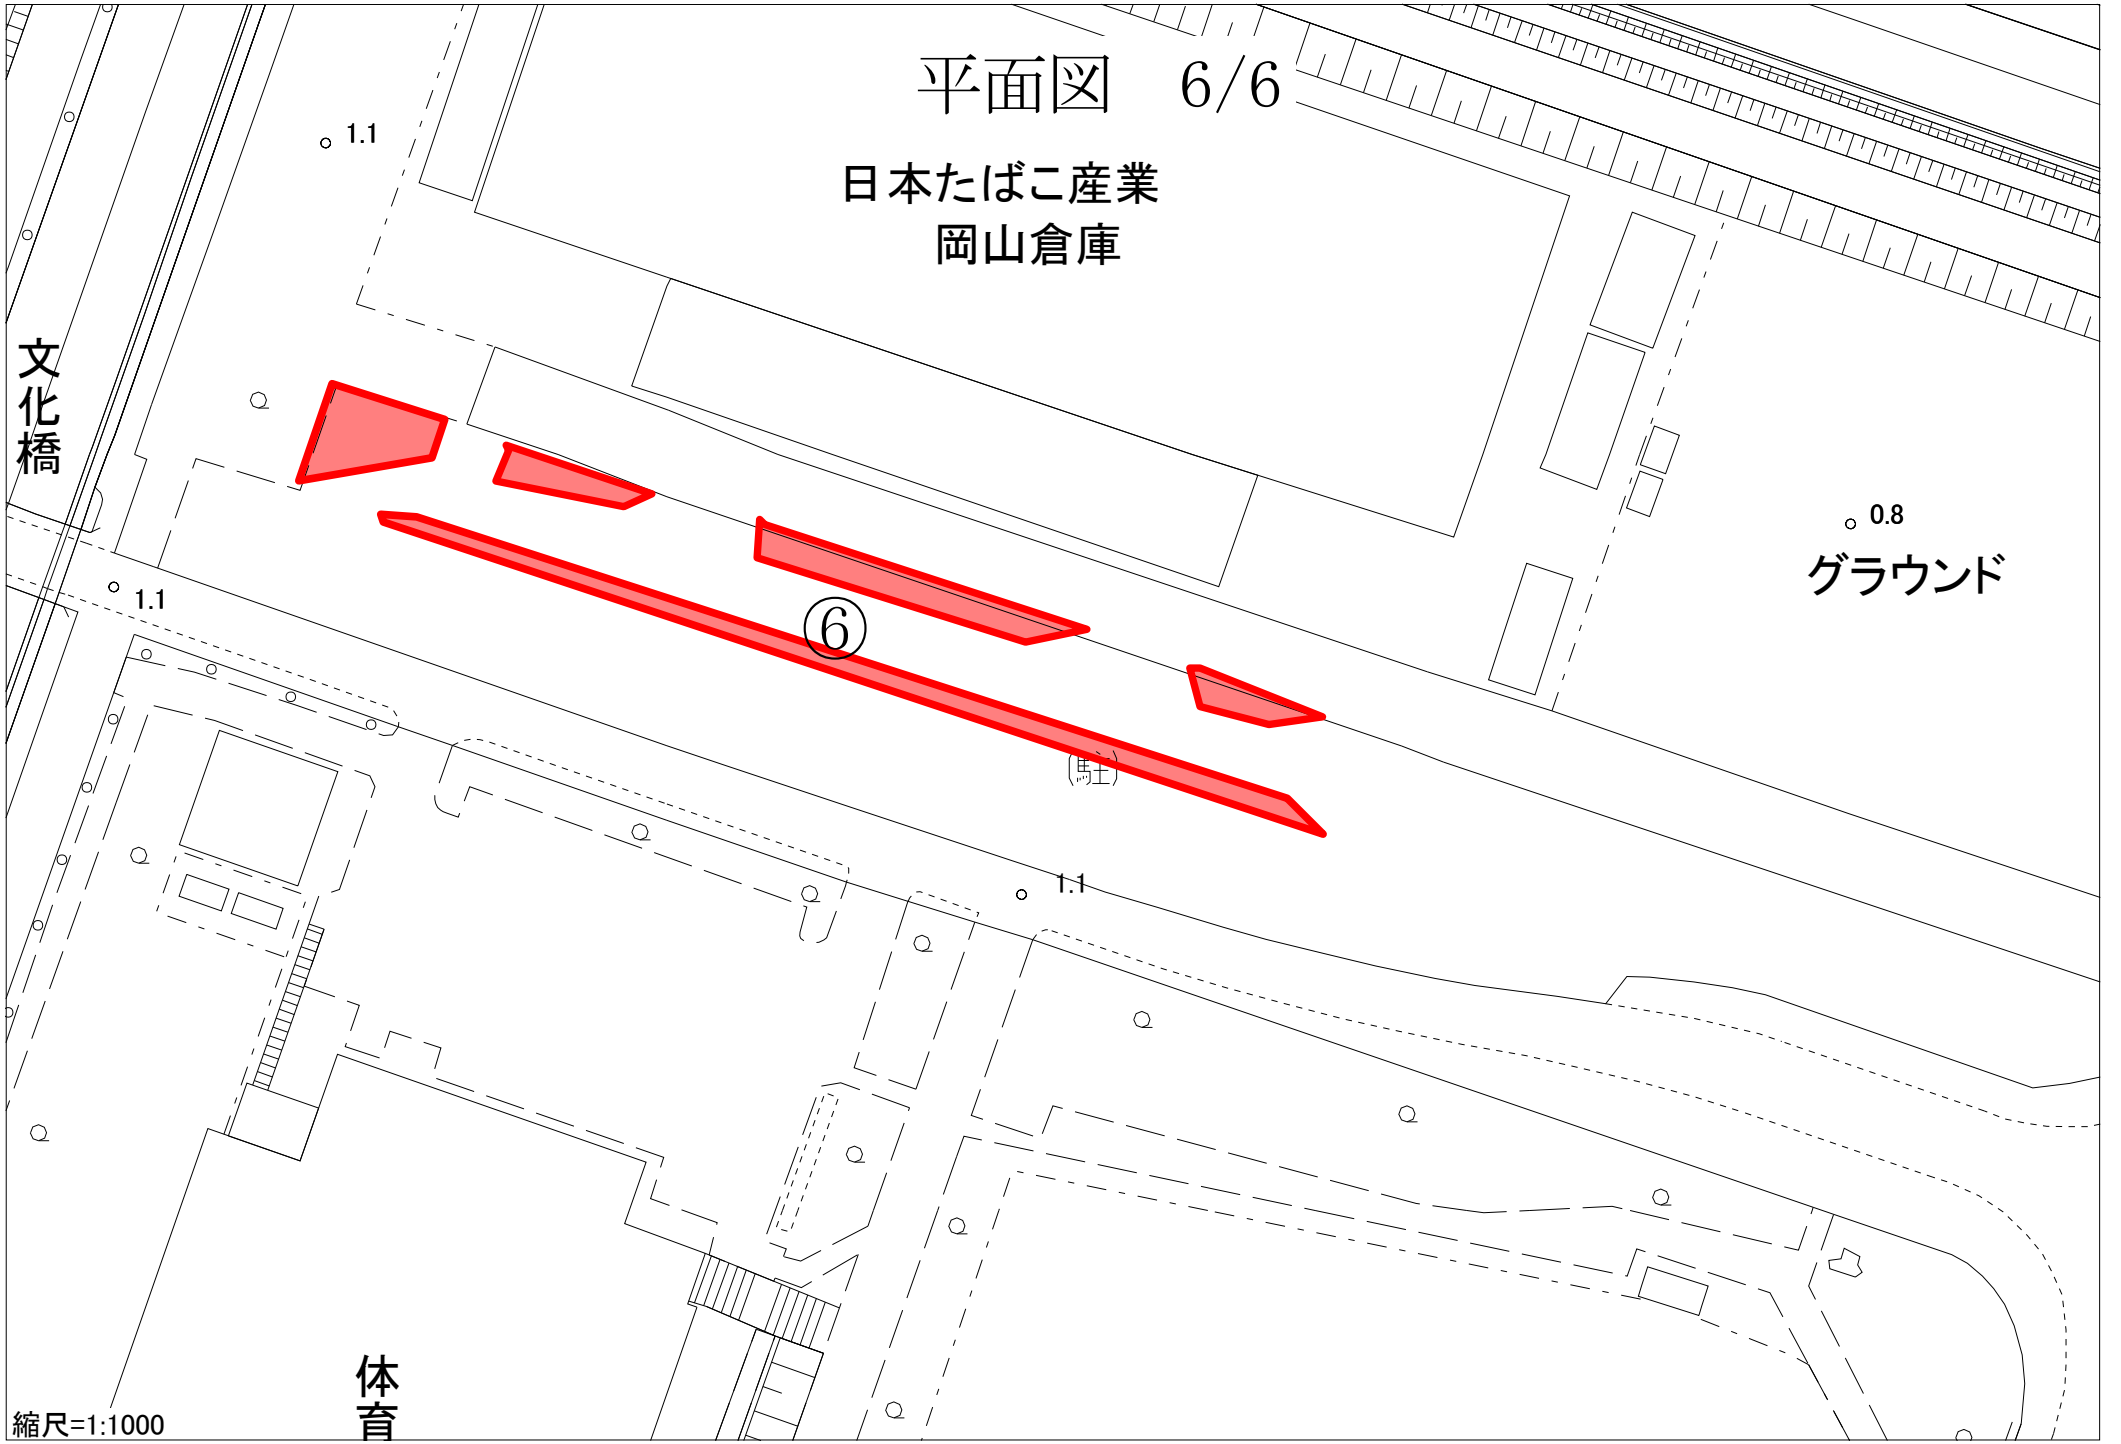 平面図 6/6
1.1
日本たばこ産業
岡山倉庫
文化橋
0.8
グラウンド
1.1
⑥
(駐)
1.1
体育
縮尺=1:1000